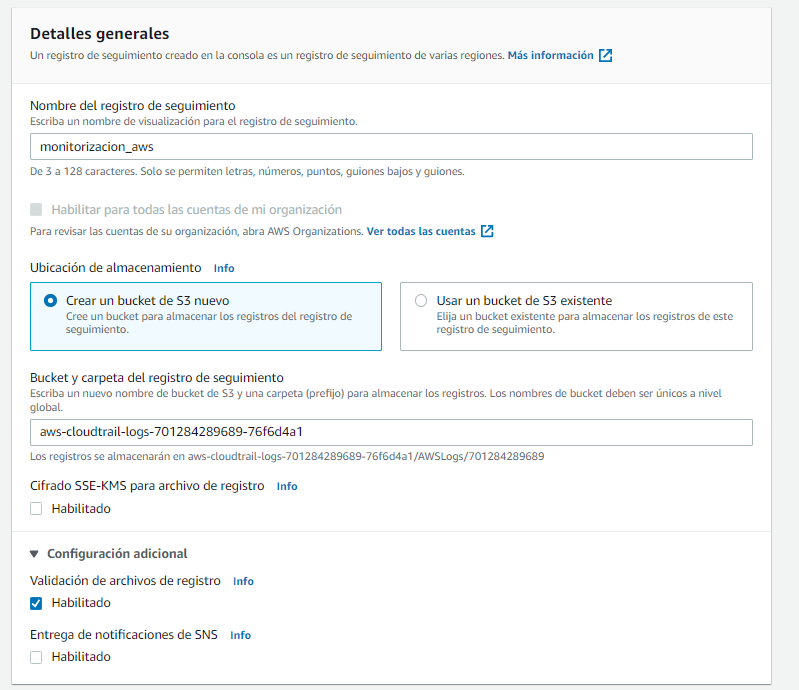 Detalles generales
Un registro de seguimiento creado en la consola es un registro de seguimiento de varias regiones. Más información
Nombre del registro de seguimiento
Escriba un nombre de visualización para el registro de seguimiento.
monitorizacion_aws
De 3 a 128 caracteres. Solo se permiten letras, números, puntos, guiones bajos y guiones.
Habilitar para todas las cuentas de mi organización
Para revisar las cuentas de su organización, abra AWS Organizations. Ver todas las cuentas
Ubicación de almacenamiento Info
Crear un bucket de S3 nuevo
Cree un bucket para almacenar los registros del registro de
seguimiento.
Usar un bucket de S3 existente
Elija un bucket existente para almacenar los registros de este
registro de seguimiento.
Bucket y carpeta del registro de seguimiento
Escriba un nuevo nombre de bucket de S3 y una carpeta (prefijo) para almacenar los registros. Los nombres de bucket deben ser únicos a nivel
global.
aws-cloudtrail-logs-701284289689-76f6d4a1
Los registros se almacenarán en aws-cloudtrail-logs-701284289689-76f6d4a1/AWSLogs/701284289689
Cifrado SSE-KMS para archivo de registro Info
Habilitado
Configuración adicional
Validación de archivos de registro Info
Habilitado
Entrega de notificaciones de SNS Info
Habilitado